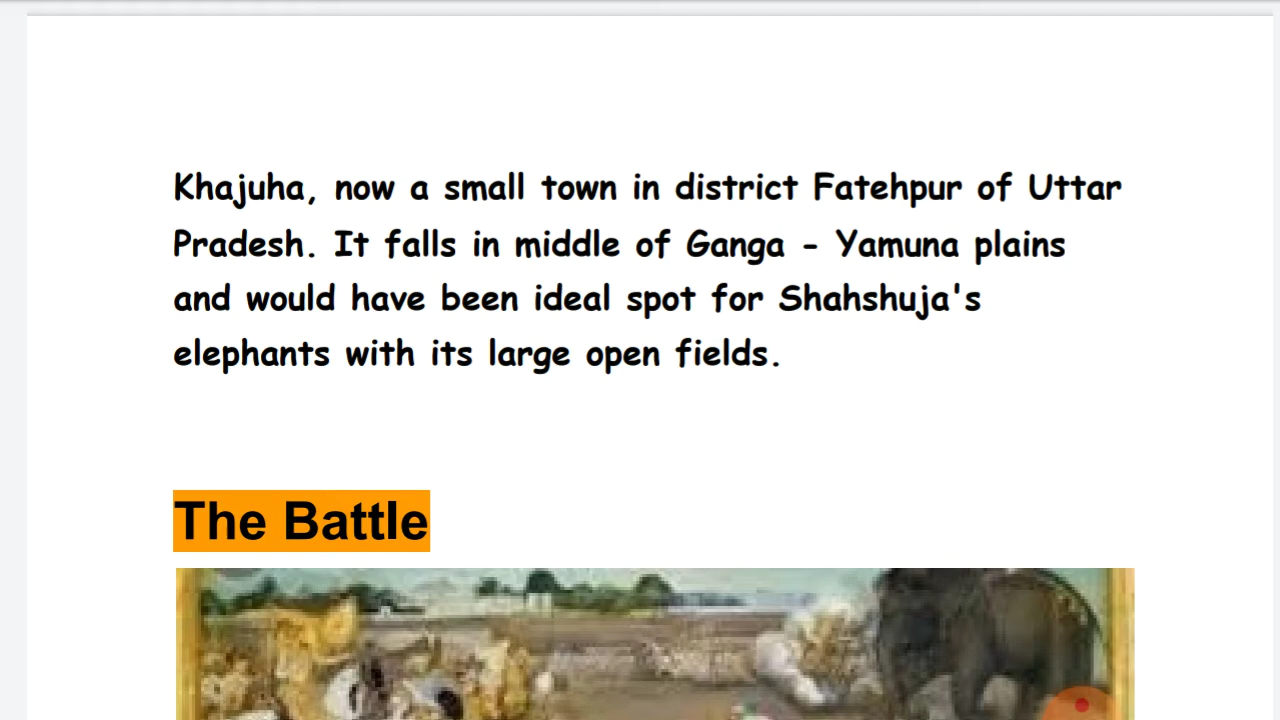 Khajuha, now a small town in district Fatehpur of Uttar
Pradesh. It falls in middle of Ganga - Yamuna plains
and would have been ideal spot for Shahshuja's
elephants with its large open fields.
The Battle